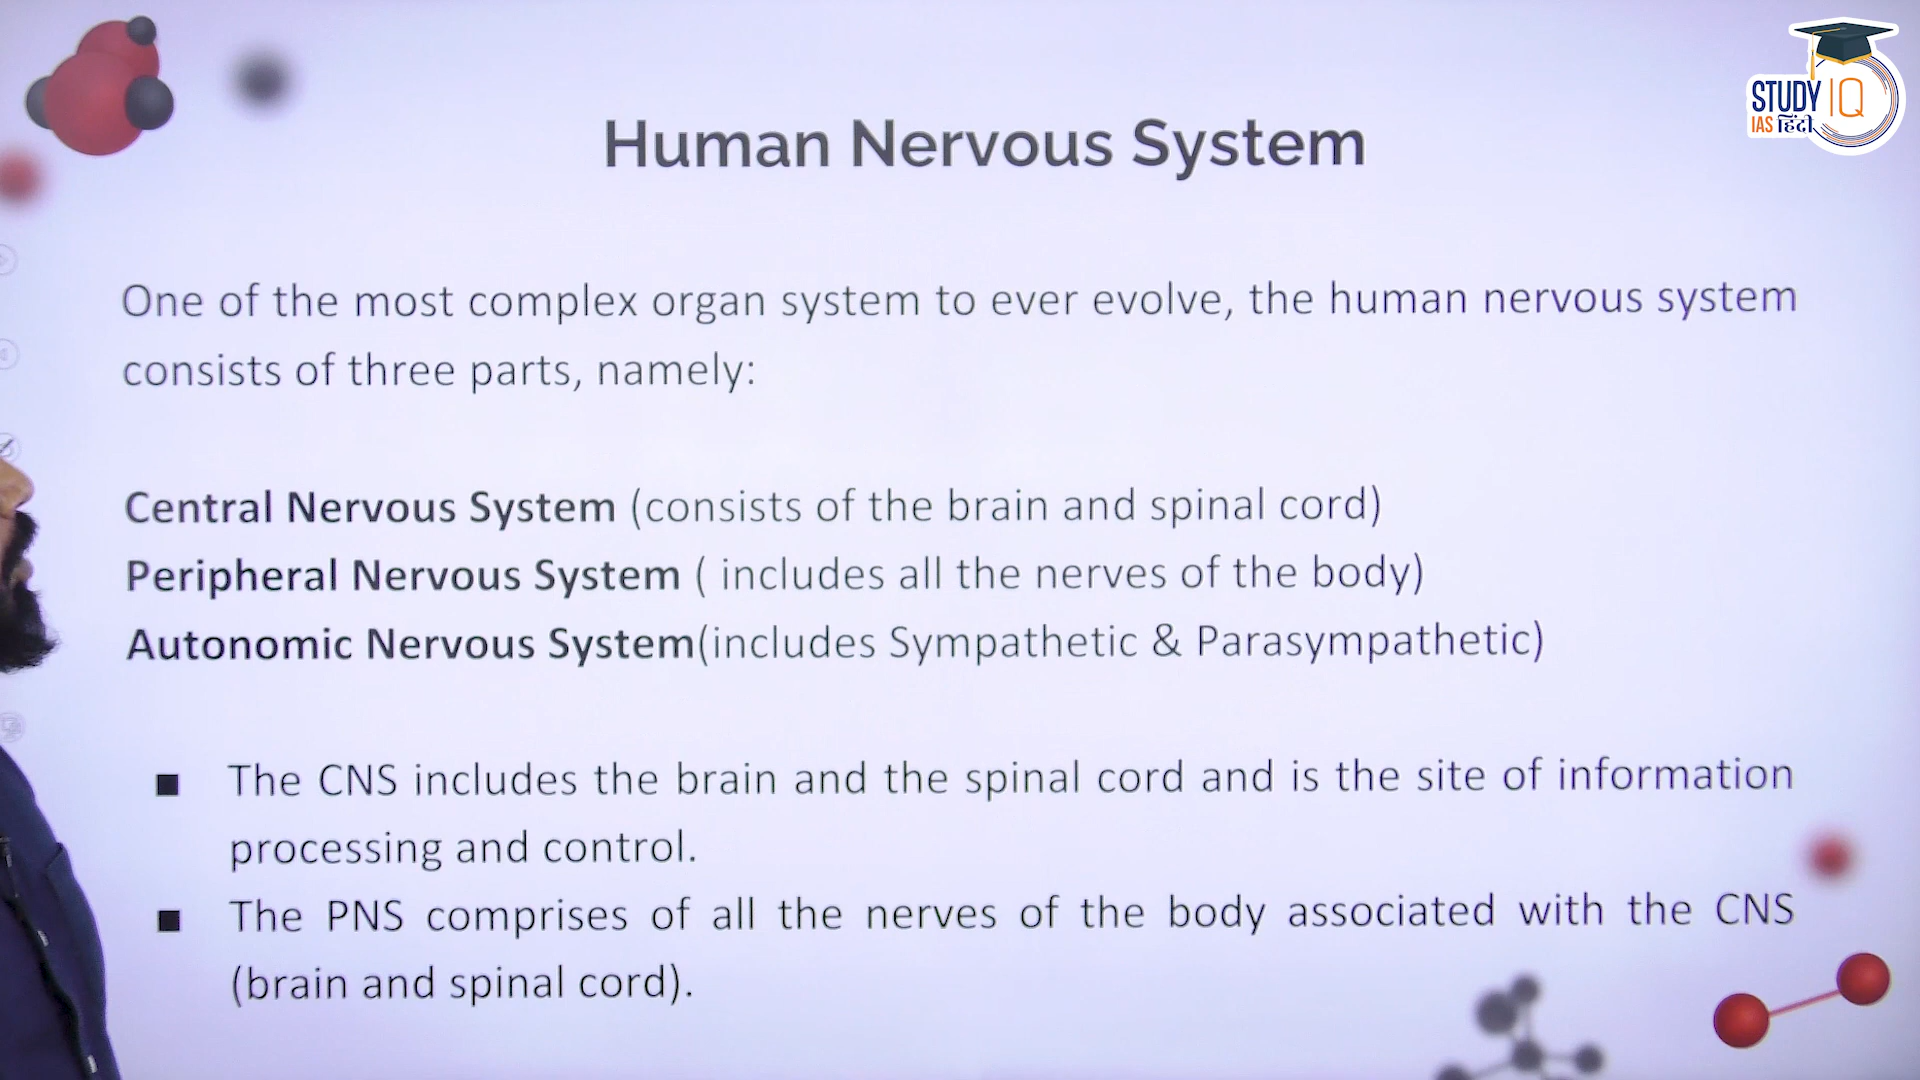 STUDY IQ
IAS हिंदी
Human Nervous System
One of the most complex organ system to ever evolve, the human nervous system
consists of three parts, namely:
Central Nervous System (consists of the brain and spinal cord)
Peripheral Nervous System ( includes all the nerves of the body)
Autonomic Nervous System(includes Sympathetic & Parasympathetic)
■ The CNS includes the brain and the spinal cord and is the site of information
processing and control.
■ The PNS comprises of all the nerves of the body associated with the CNS
(brain and spinal cord).